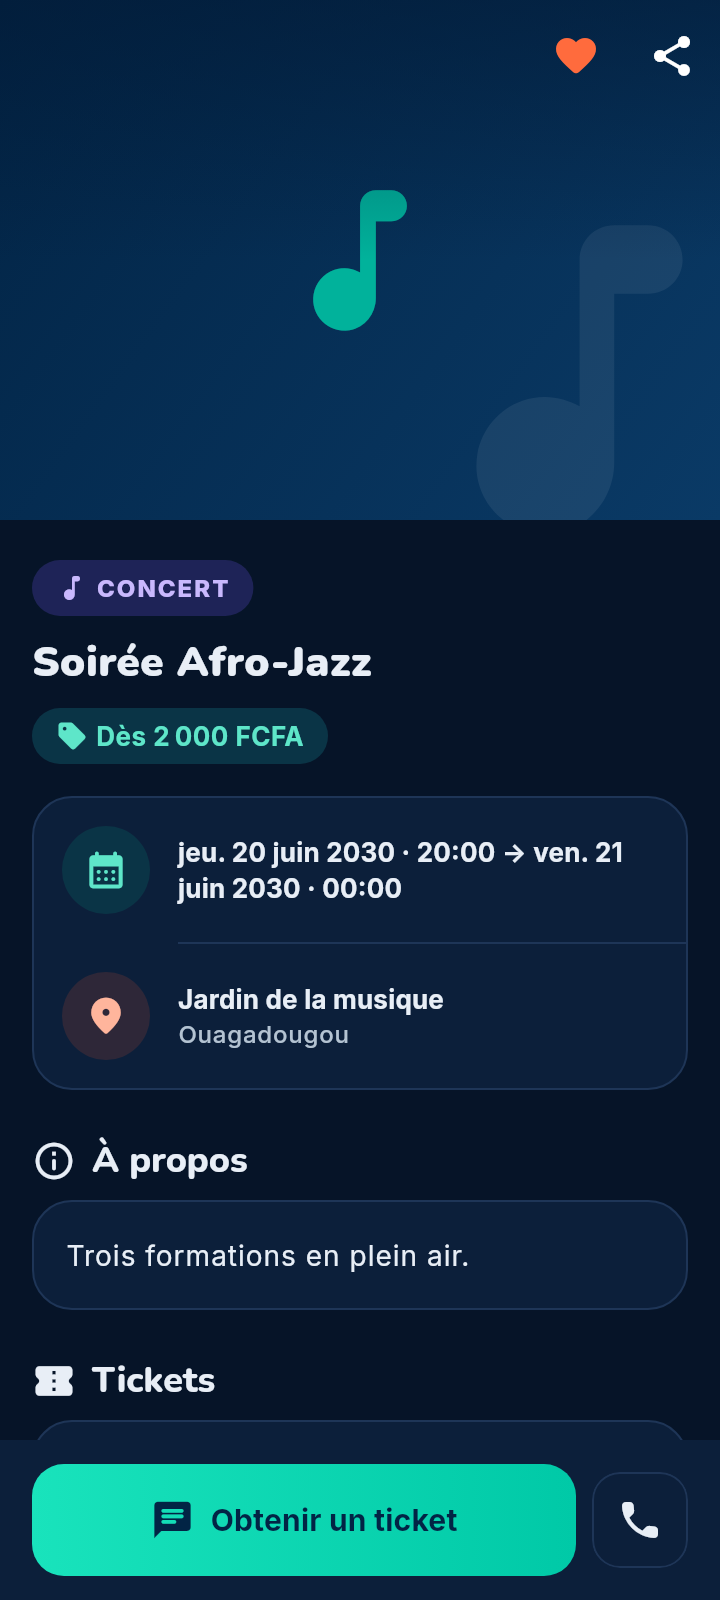 CONCERT
Soirée Afro-Jazz
Dès 2 000 FCFA
jeu. 20 juin 2030 · 20:00 → ven. 21
juin 2030 · 00:00
Jardin de la musique
Ouagadougou
À propos
Trois formations en plein air.
Tickets
Obtenir un ticket